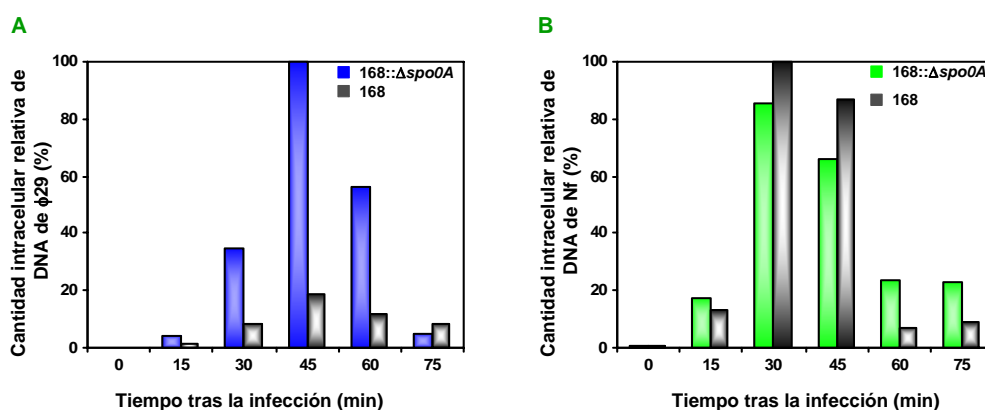 A
Cantidad intracelular relativa de
DNA de ϕ29 (%)
100
80
60
40
20
0
168::Δspo0A
168
0 15 30 45 60 75
Tiempo tras la infección (min)
B
Cantidad intracelular relativa de
DNA de Nf (%)
100
80
60
40
20
0
168::Δspo0A
168
0 15 30 45 60 75
Tiempo tras la infección (min)